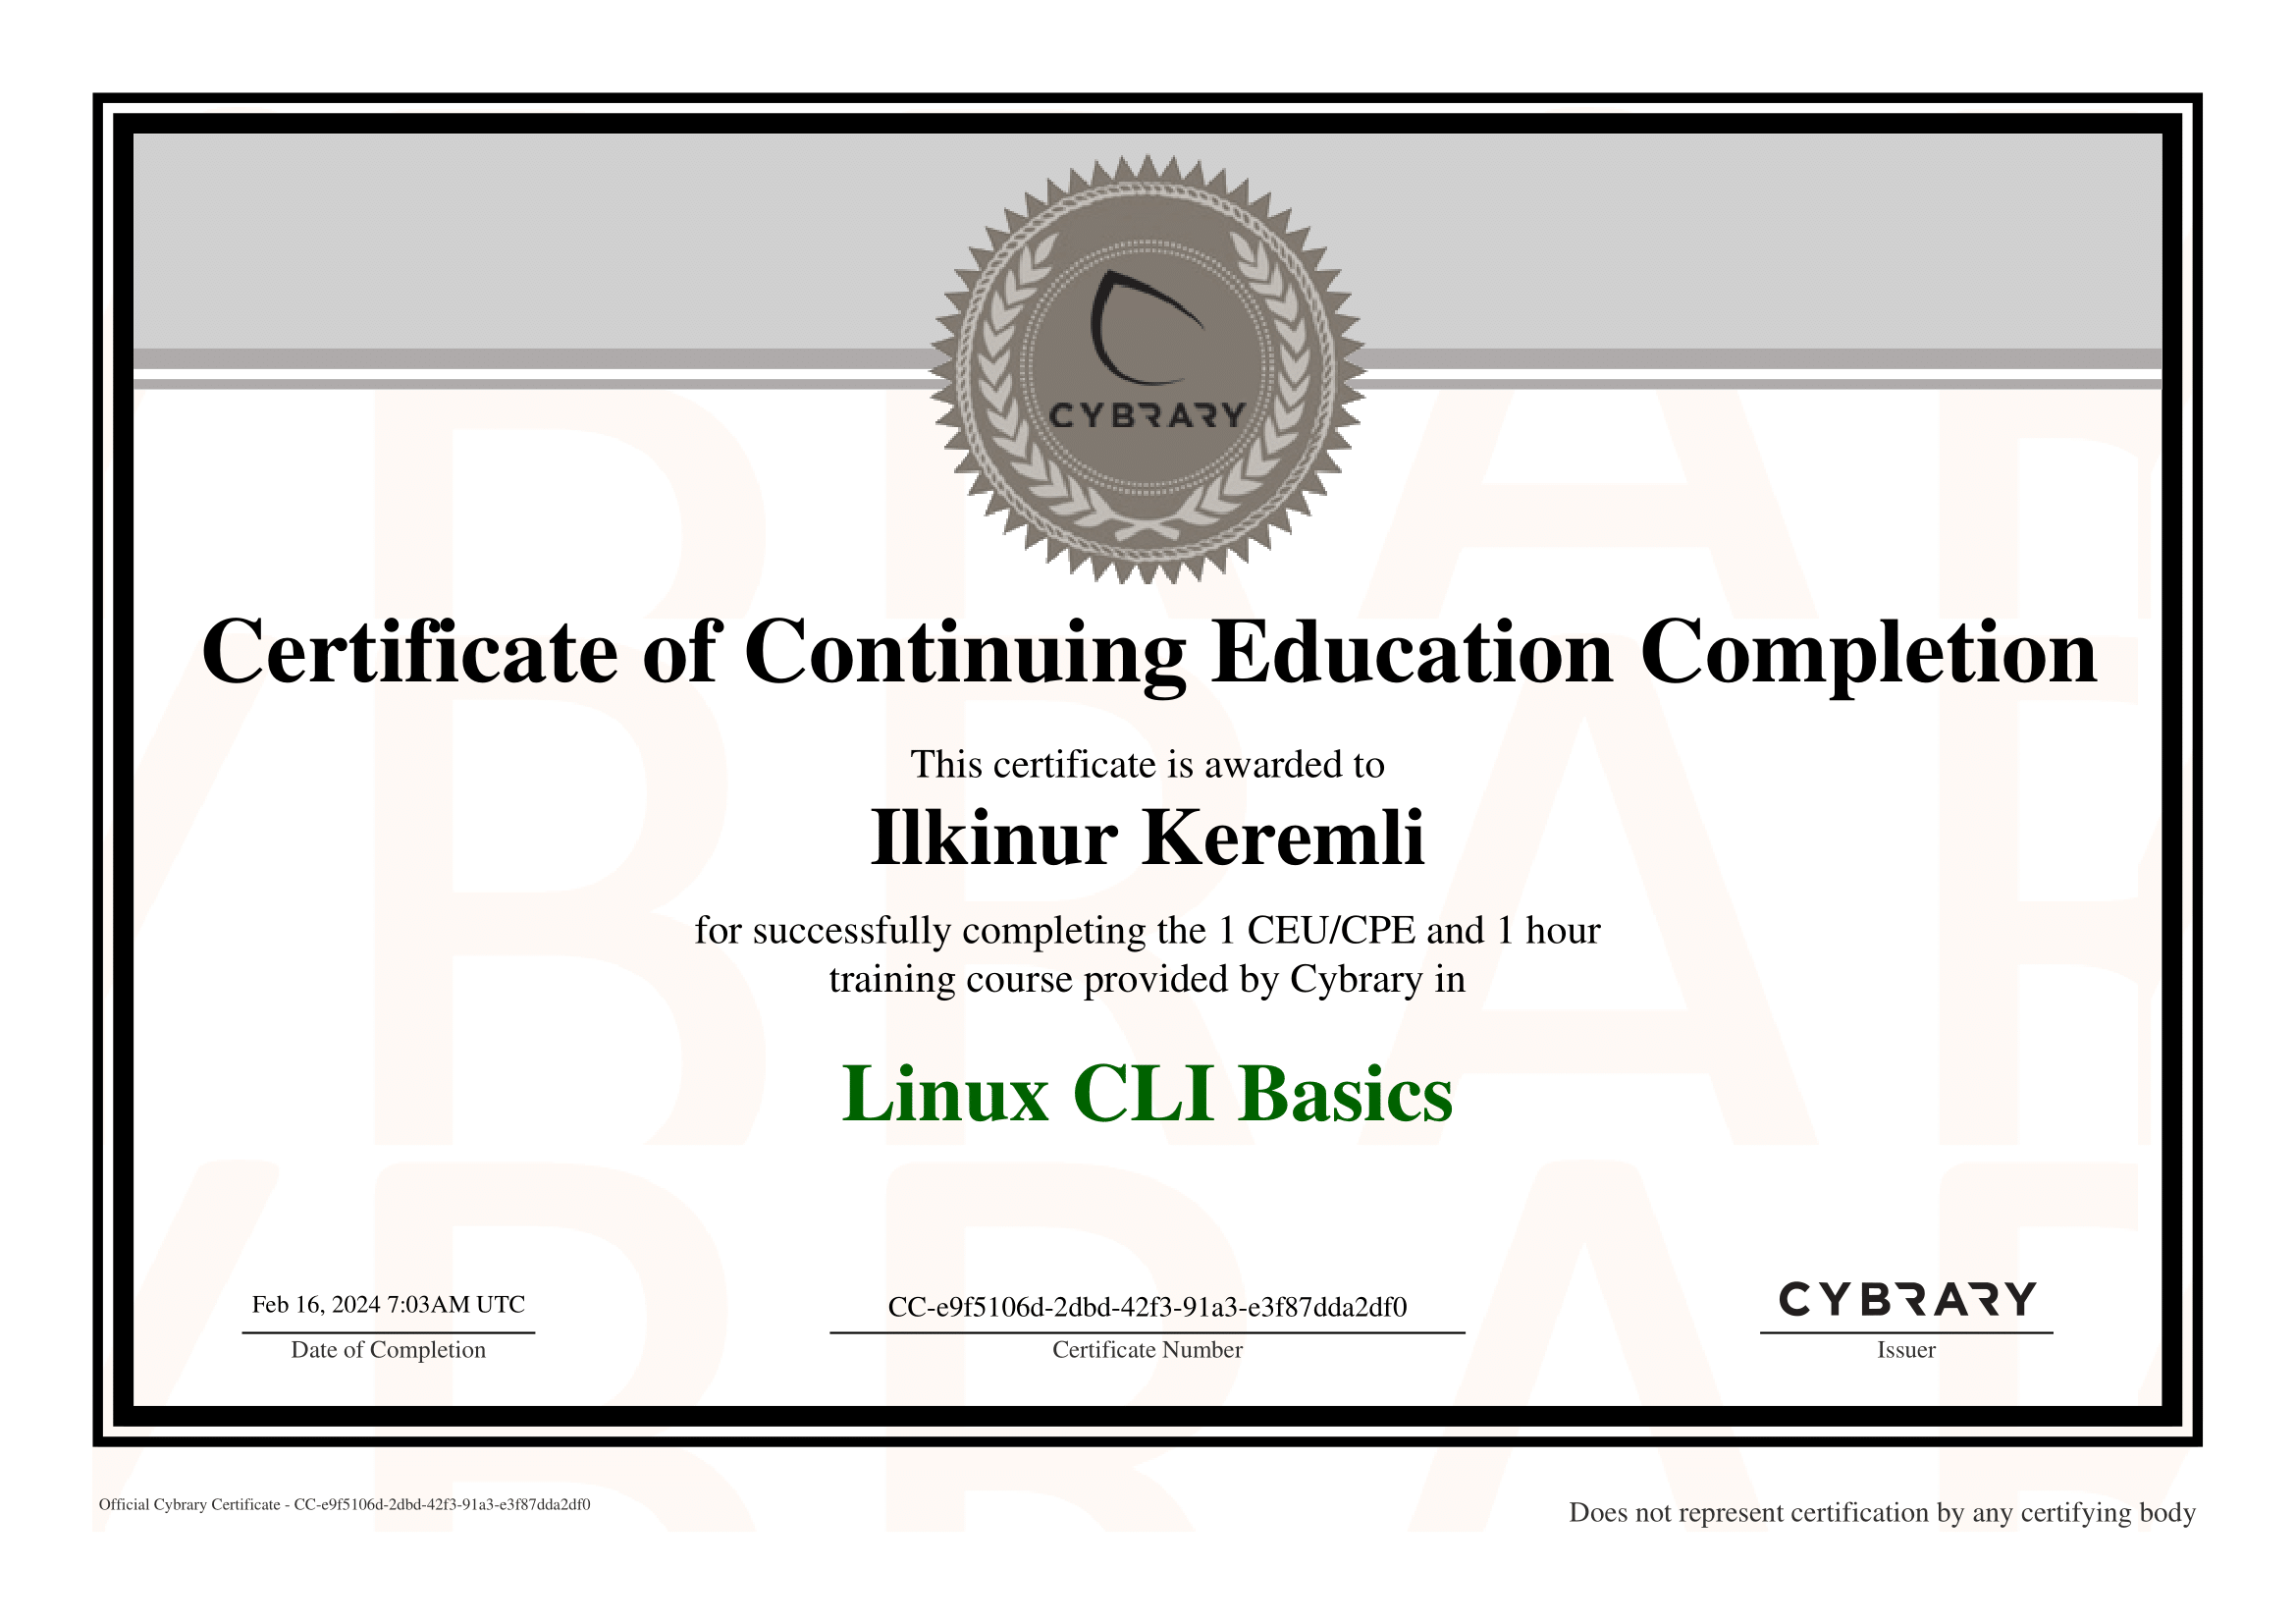 CYBRARY
Certificate of Continuing Education Completion
This certificate is awarded to
Ilkinur Keremli
for successfully completing the 1 CEU/CPE and 1 hour
training course provided by Cybrary in
Linux CLI Basics
Feb 16, 2024 7:03AM UTC
Date of Completion
CC-e9f5106d-2dbd-42f3-91a3-e3f87dda2df0
Certificate Number
CYBRARY
Issuer
Official Cybrary Certificate - CC-e9f5106d-2dbd-42f3-91a3-e3f87dda2df0
Does not represent certification by any certifying body